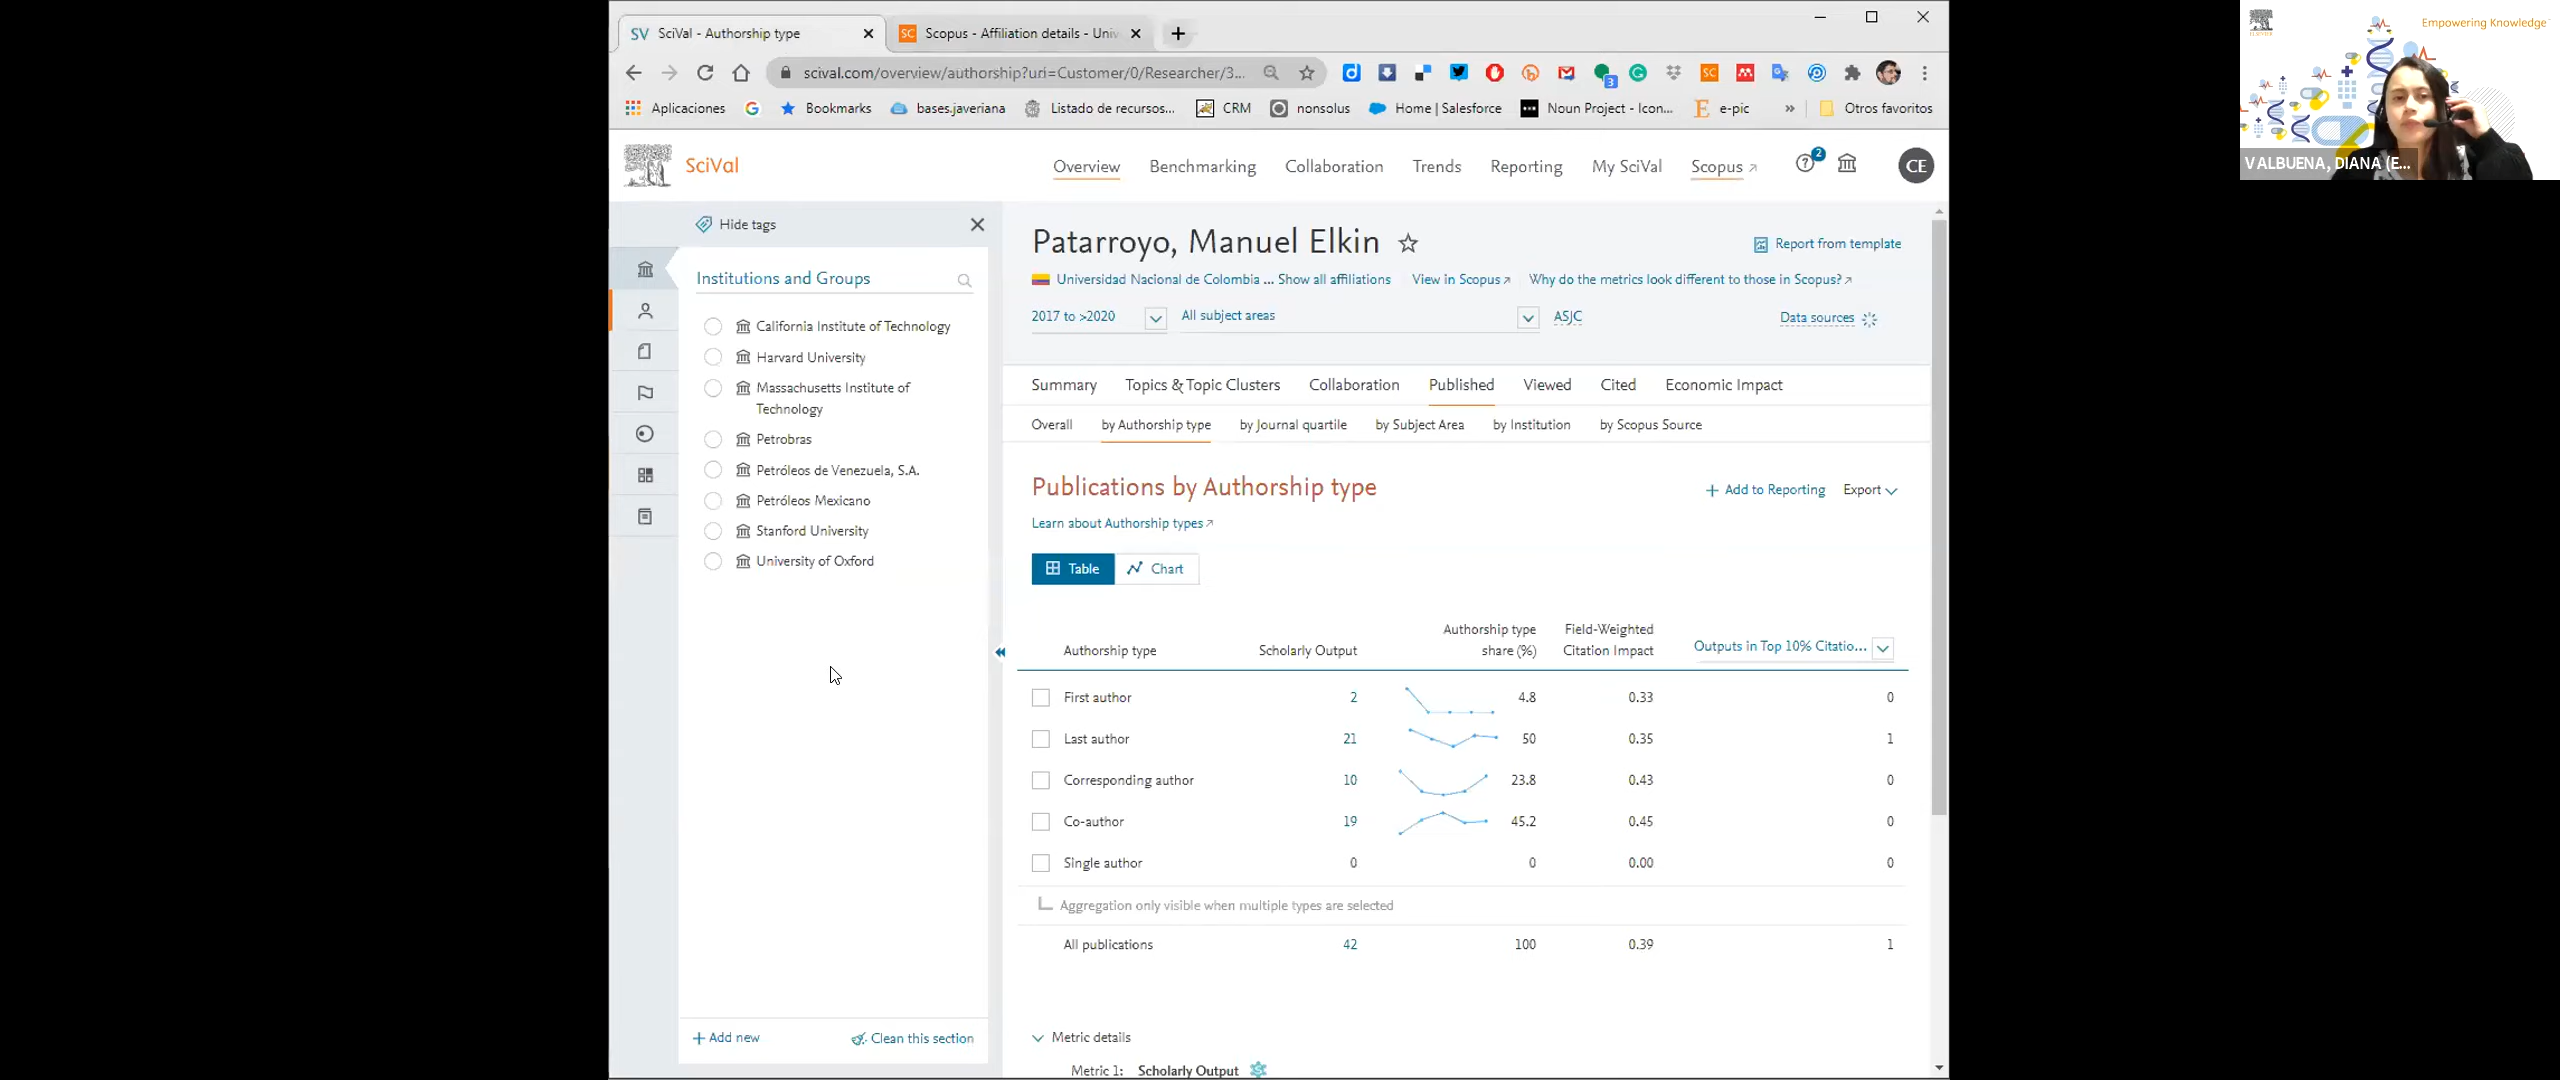 SV SciVal - Authorship type
SC Scopus - Affiliation details - Univ
scival.com/overview/authorship?uri=Customer/0/Researcher/3...
Aplicaciones
Bookmarks
bases.javeriana
Listado de recursos...
CRM
nonsolus
Home | Salesforce
Noun Project - Icon...
e-pic
»
Otros favoritos
SciVal
Overview
Benchmarking
Collaboration
Trends
Reporting
My SciVal
Scopus
2
CE
Hide tags
Institutions and Groups
California Institute of Technology
Harvard University
Massachusetts Institute of
Technology
Petrobras
Petróleos de Venezuela, S.A.
Petróleos Mexicano
Stanford University
University of Oxford
+ Add new
Clean this section
Patarroyo, Manuel Elkin
Report from template
Universidad Nacional de Colombia ... Show all affiliations
View in Scopus
Why do the metrics look different to those in Scopus?
2017 to >2020
All subject areas
ASJC
Data sources
Summary
Topics & Topic Clusters
Collaboration
Published
Viewed
Cited
Economic Impact
Overall
by Authorship type
by Journal quartile
by Subject Area
by Institution
by Scopus Source
Publications by Authorship type
+ Add to Reporting
Export
Learn about Authorship types
Table
Chart
Authorship type
Scholarly Output
Authorship type
share (%)
Field-Weighted
Citation Impact
Outputs in Top 10% Citatio...
First author 2 4.8 0.33 0
Last author 21 50 0.35 1
Corresponding author 10 23.8 0.43 0
Co-author 19 45.2 0.45 0
Single author 0 0 0.00 0
Aggregation only visible when multiple types are selected
All publications 42 100 0.39 1
Metric details
Metric 1: Scholarly Output
Empowering Knowledge
VALBUENA, DIANA (E...